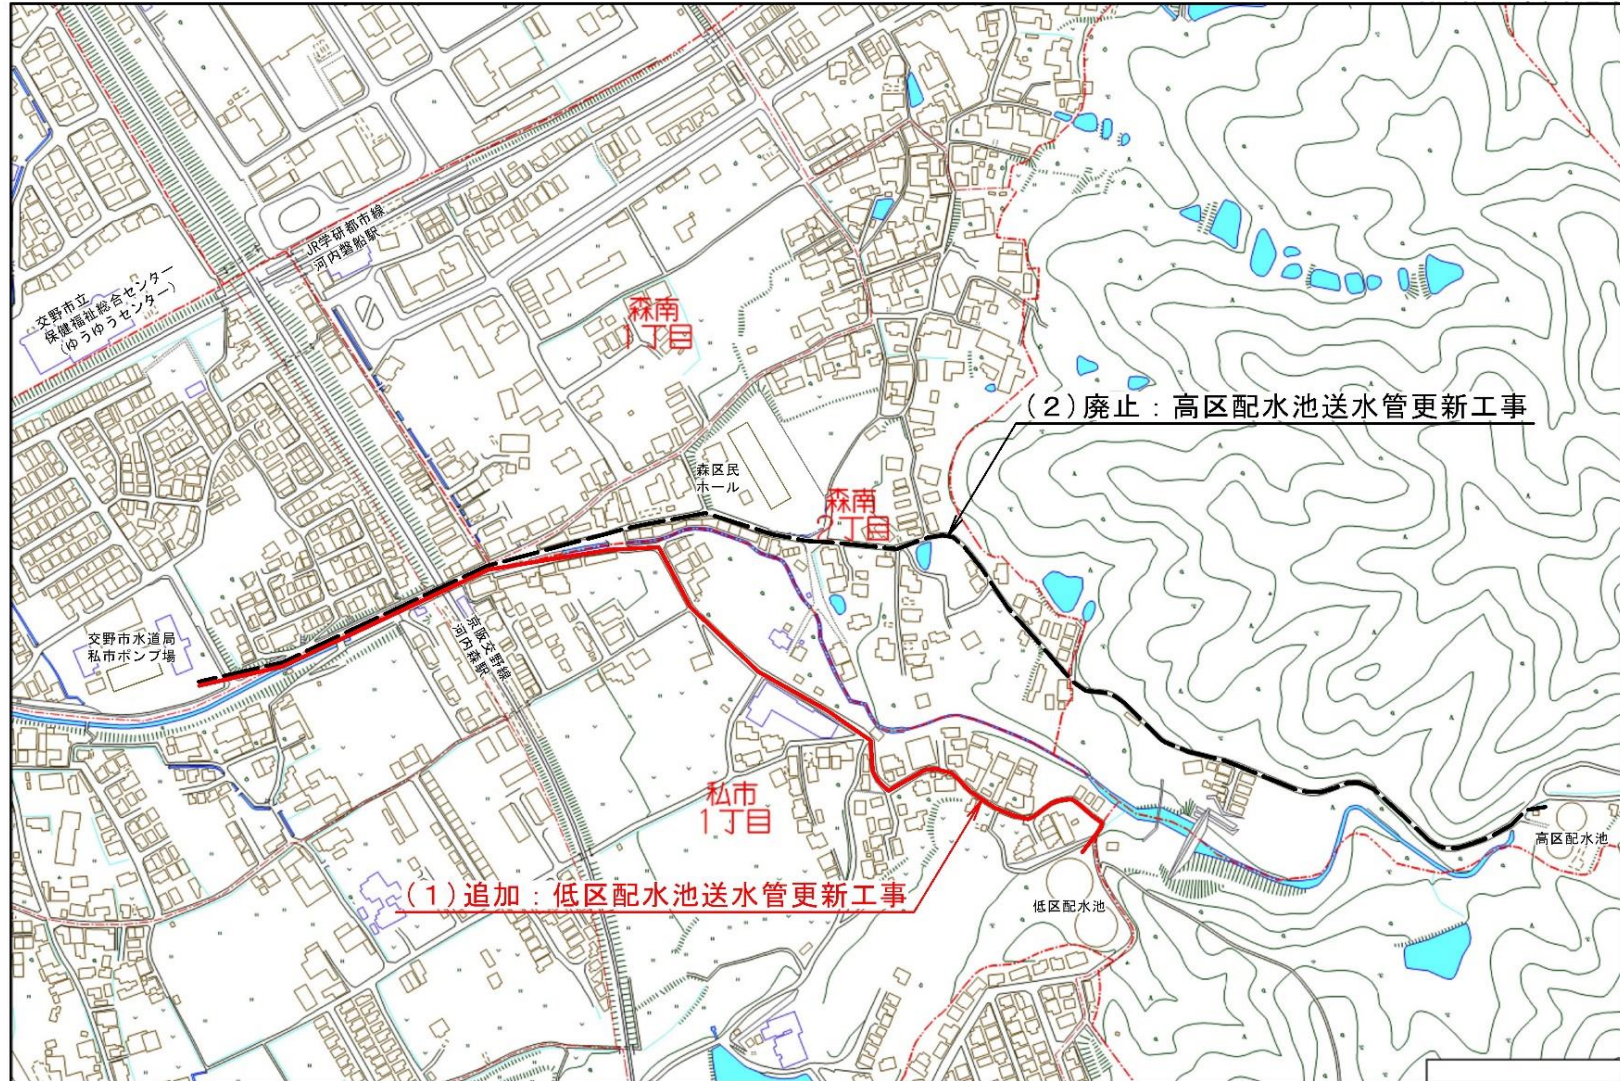 JR学研都市線
河内磐船駅
交野市立
保健福祉総合センター
(ゆうゆうセンター)
森南
1丁目
(2)廃止:高区配水池送水管更新工事
森区民
ホール
森南
2丁目
交野市水道局
私市ポンプ場
京阪交野線
河内森駅
私市
1丁目
高区配水池
(1)追加:低区配水池送水管更新工事
低区配水池